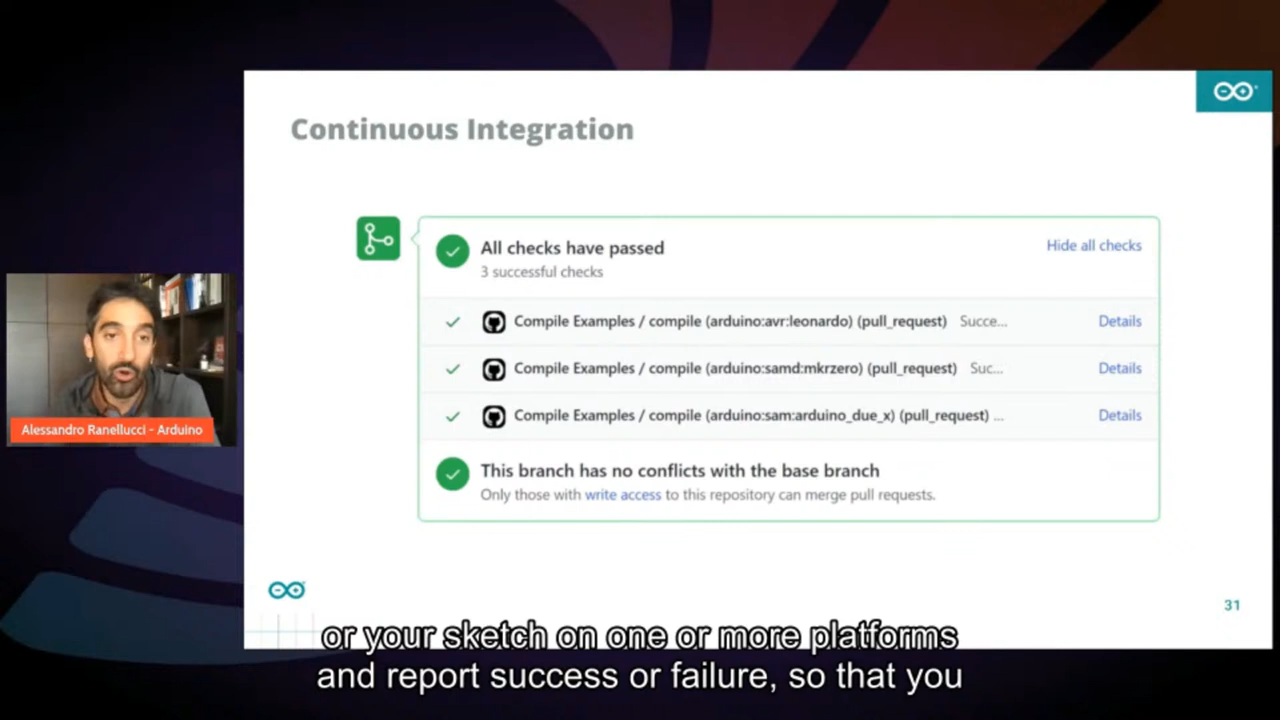 Continuous Integration
All checks have passed
Hide all checks
3 successful checks
Compile Examples / compile (arduino:avr:leonardo) (pull_request) Succe... Details
Compile Examples / compile (arduino:samd:mkrzero) (pull_request) Suc... Details
Compile Examples / compile (arduino:sam:arduino_due_x) (pull_request) ... Details
This branch has no conflicts with the base branch
Only those with write access to this repository can merge pull requests.
Alessandro Ranellucci - Arduino
31
or your sketch on one or more platforms
and report success or failure, so that you